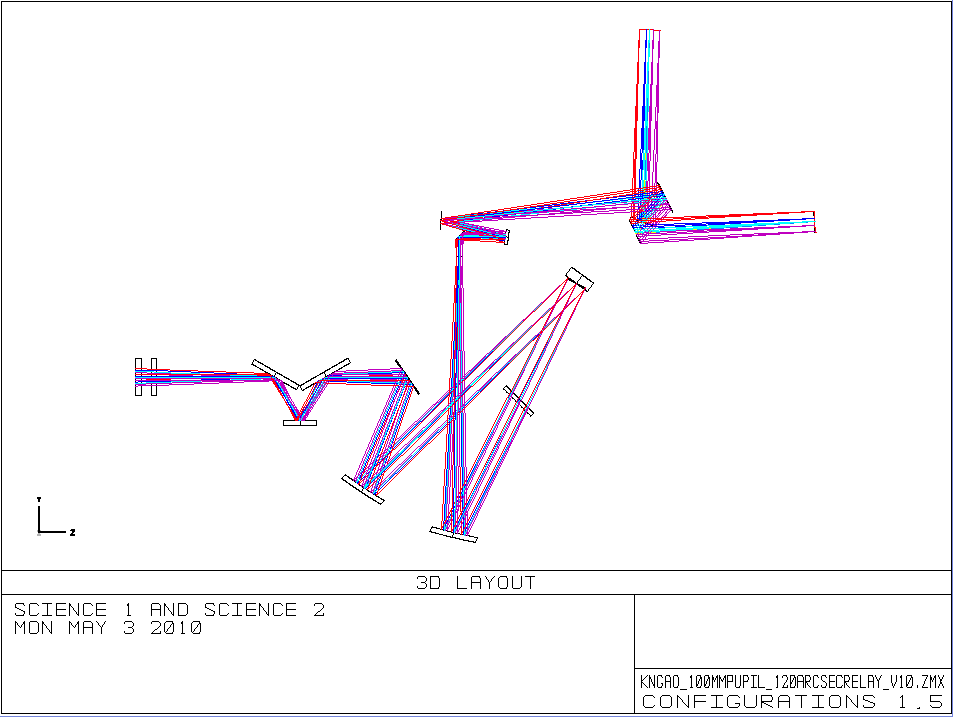 Y
Z
3D LAYOUT
SCIENCE 1 AND SCIENCE 2
MON MAY 3 2010
KNGAO_100MMPUPIL_120ARCSECRELAY_V10.ZMX
CONFIGURATIONS 1,5